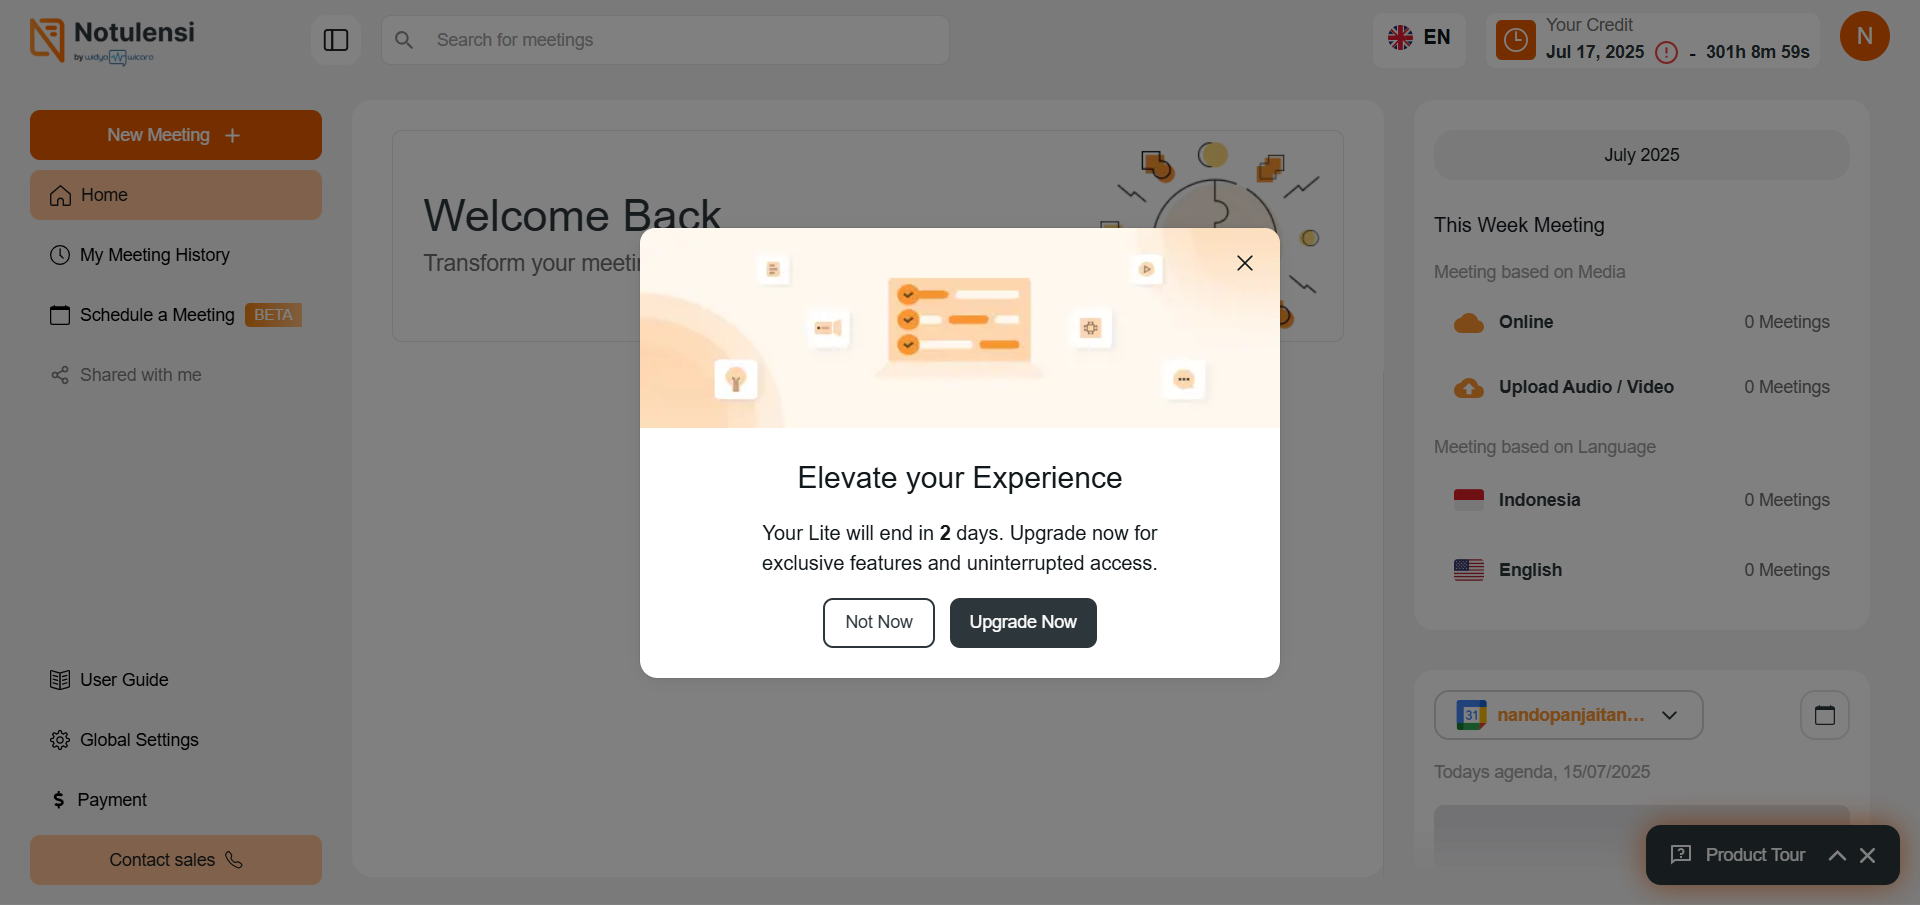 Notulensi
by widya wicara
Search for meetings
EN
Your Credit
Jul 17, 2025 - 301h 8m 59s
N
New Meeting +
Home
My Meeting History
Schedule a Meeting BETA
Shared with me
User Guide
Global Settings
Payment
Contact sales
Welcome Back
Transform your meeti
Elevate your Experience
Your Lite will end in 2 days. Upgrade now for
exclusive features and uninterrupted access.
Not Now
Upgrade Now
July 2025
This Week Meeting
Meeting based on Media
Online 0 Meetings
Upload Audio / Video 0 Meetings
Meeting based on Language
Indonesia 0 Meetings
English 0 Meetings
31 nandopanjaitan...
Todays agenda, 15/07/2025
Product Tour